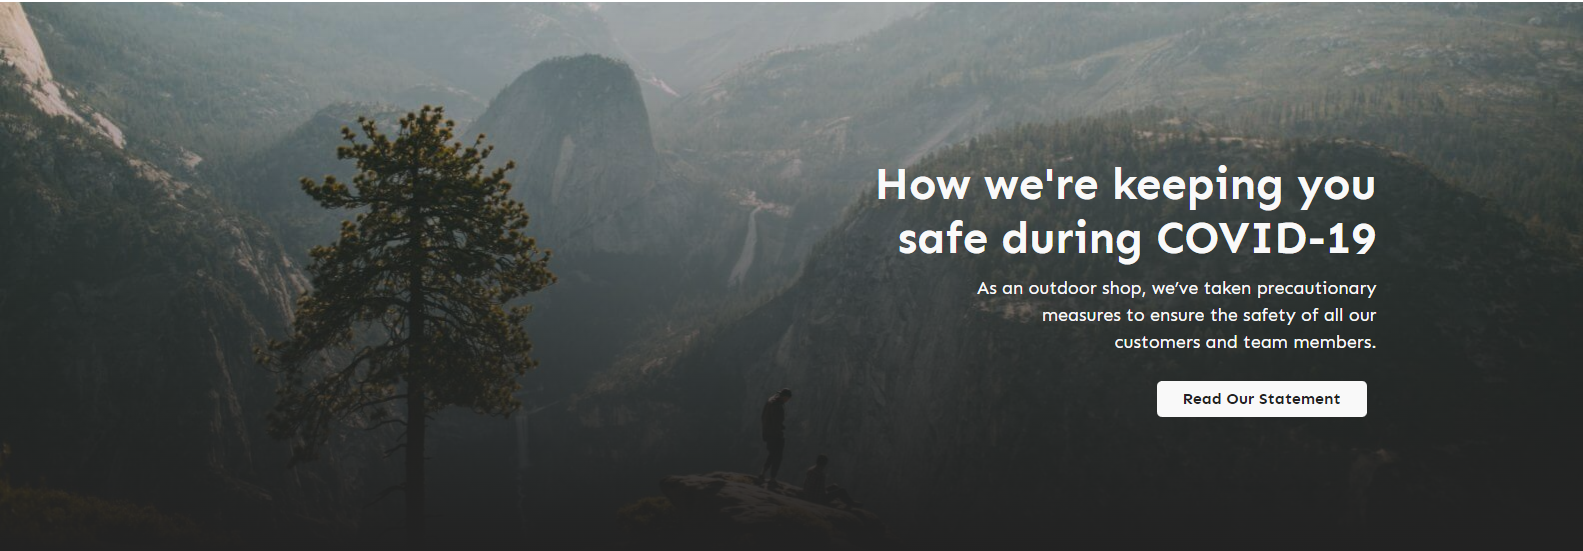 How we're keeping you
safe during COVID-19
As an outdoor shop, we’ve taken precautionary
measures to ensure the safety of all our
customers and team members.
Read Our Statement